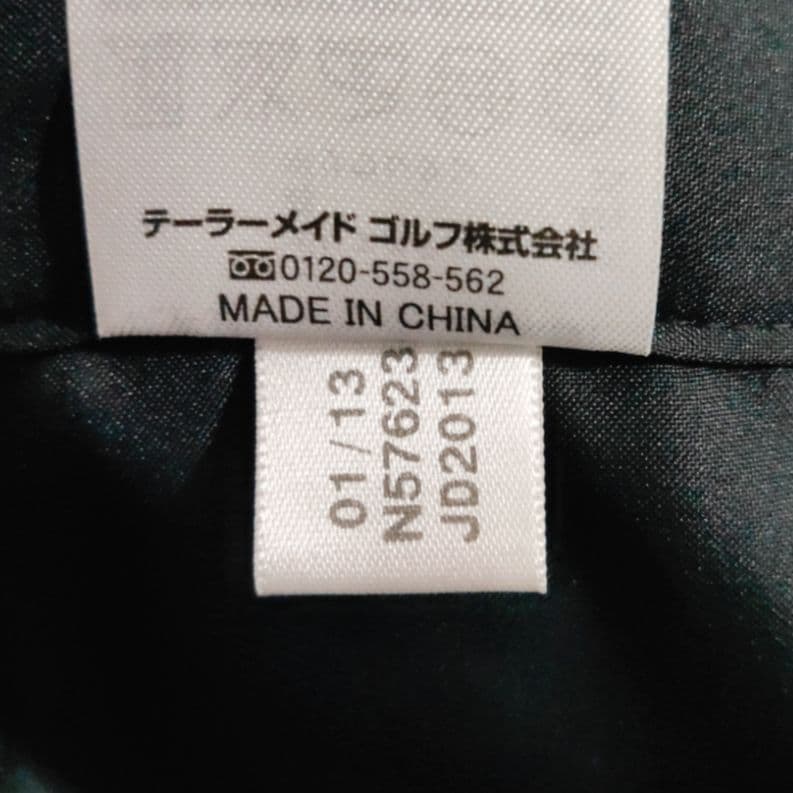 テーラーメイド ゴルフ株式会社
0120-558-562
MADE IN CHINA
01/13
N57623
JD2013